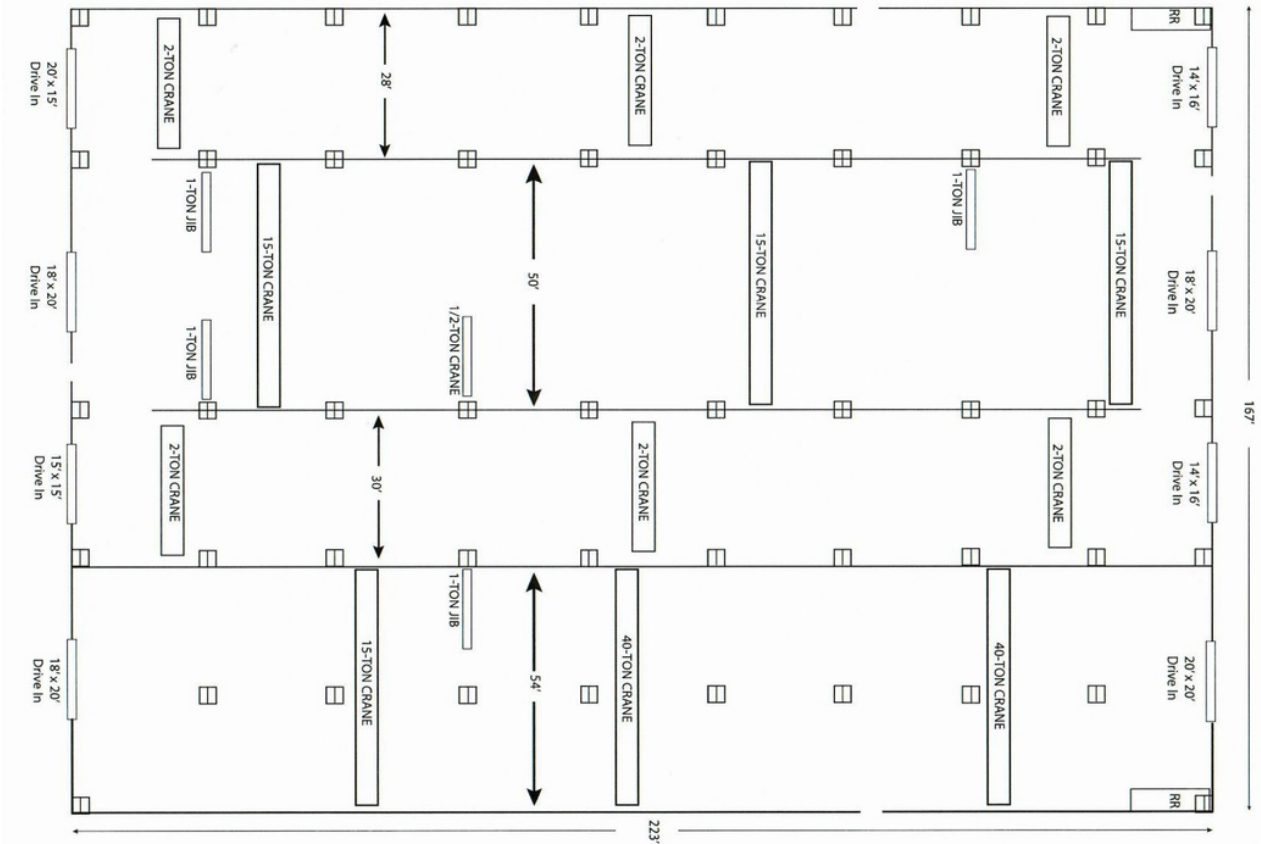 RR
2-TON CRANE
2-TON CRANE
2-TON CRANE
28'
20' x 15'
Drive In
14' x 16'
Drive In
1-TON JIB
1-TON JIB
15-TON CRANE
15-TON CRANE
15-TON CRANE
1-TON JIB
50'
1/2-TON CRANE
18' x 20'
Drive In
18' x 20'
Drive In
167'
2-TON CRANE
2-TON CRANE
2-TON CRANE
30'
15' x 15'
Drive In
14' x 16'
Drive In
1-TON JIB
15-TON CRANE
40-TON CRANE
40-TON CRANE
54'
18' x 20'
Drive In
20' x 20'
Drive In
RR
223'